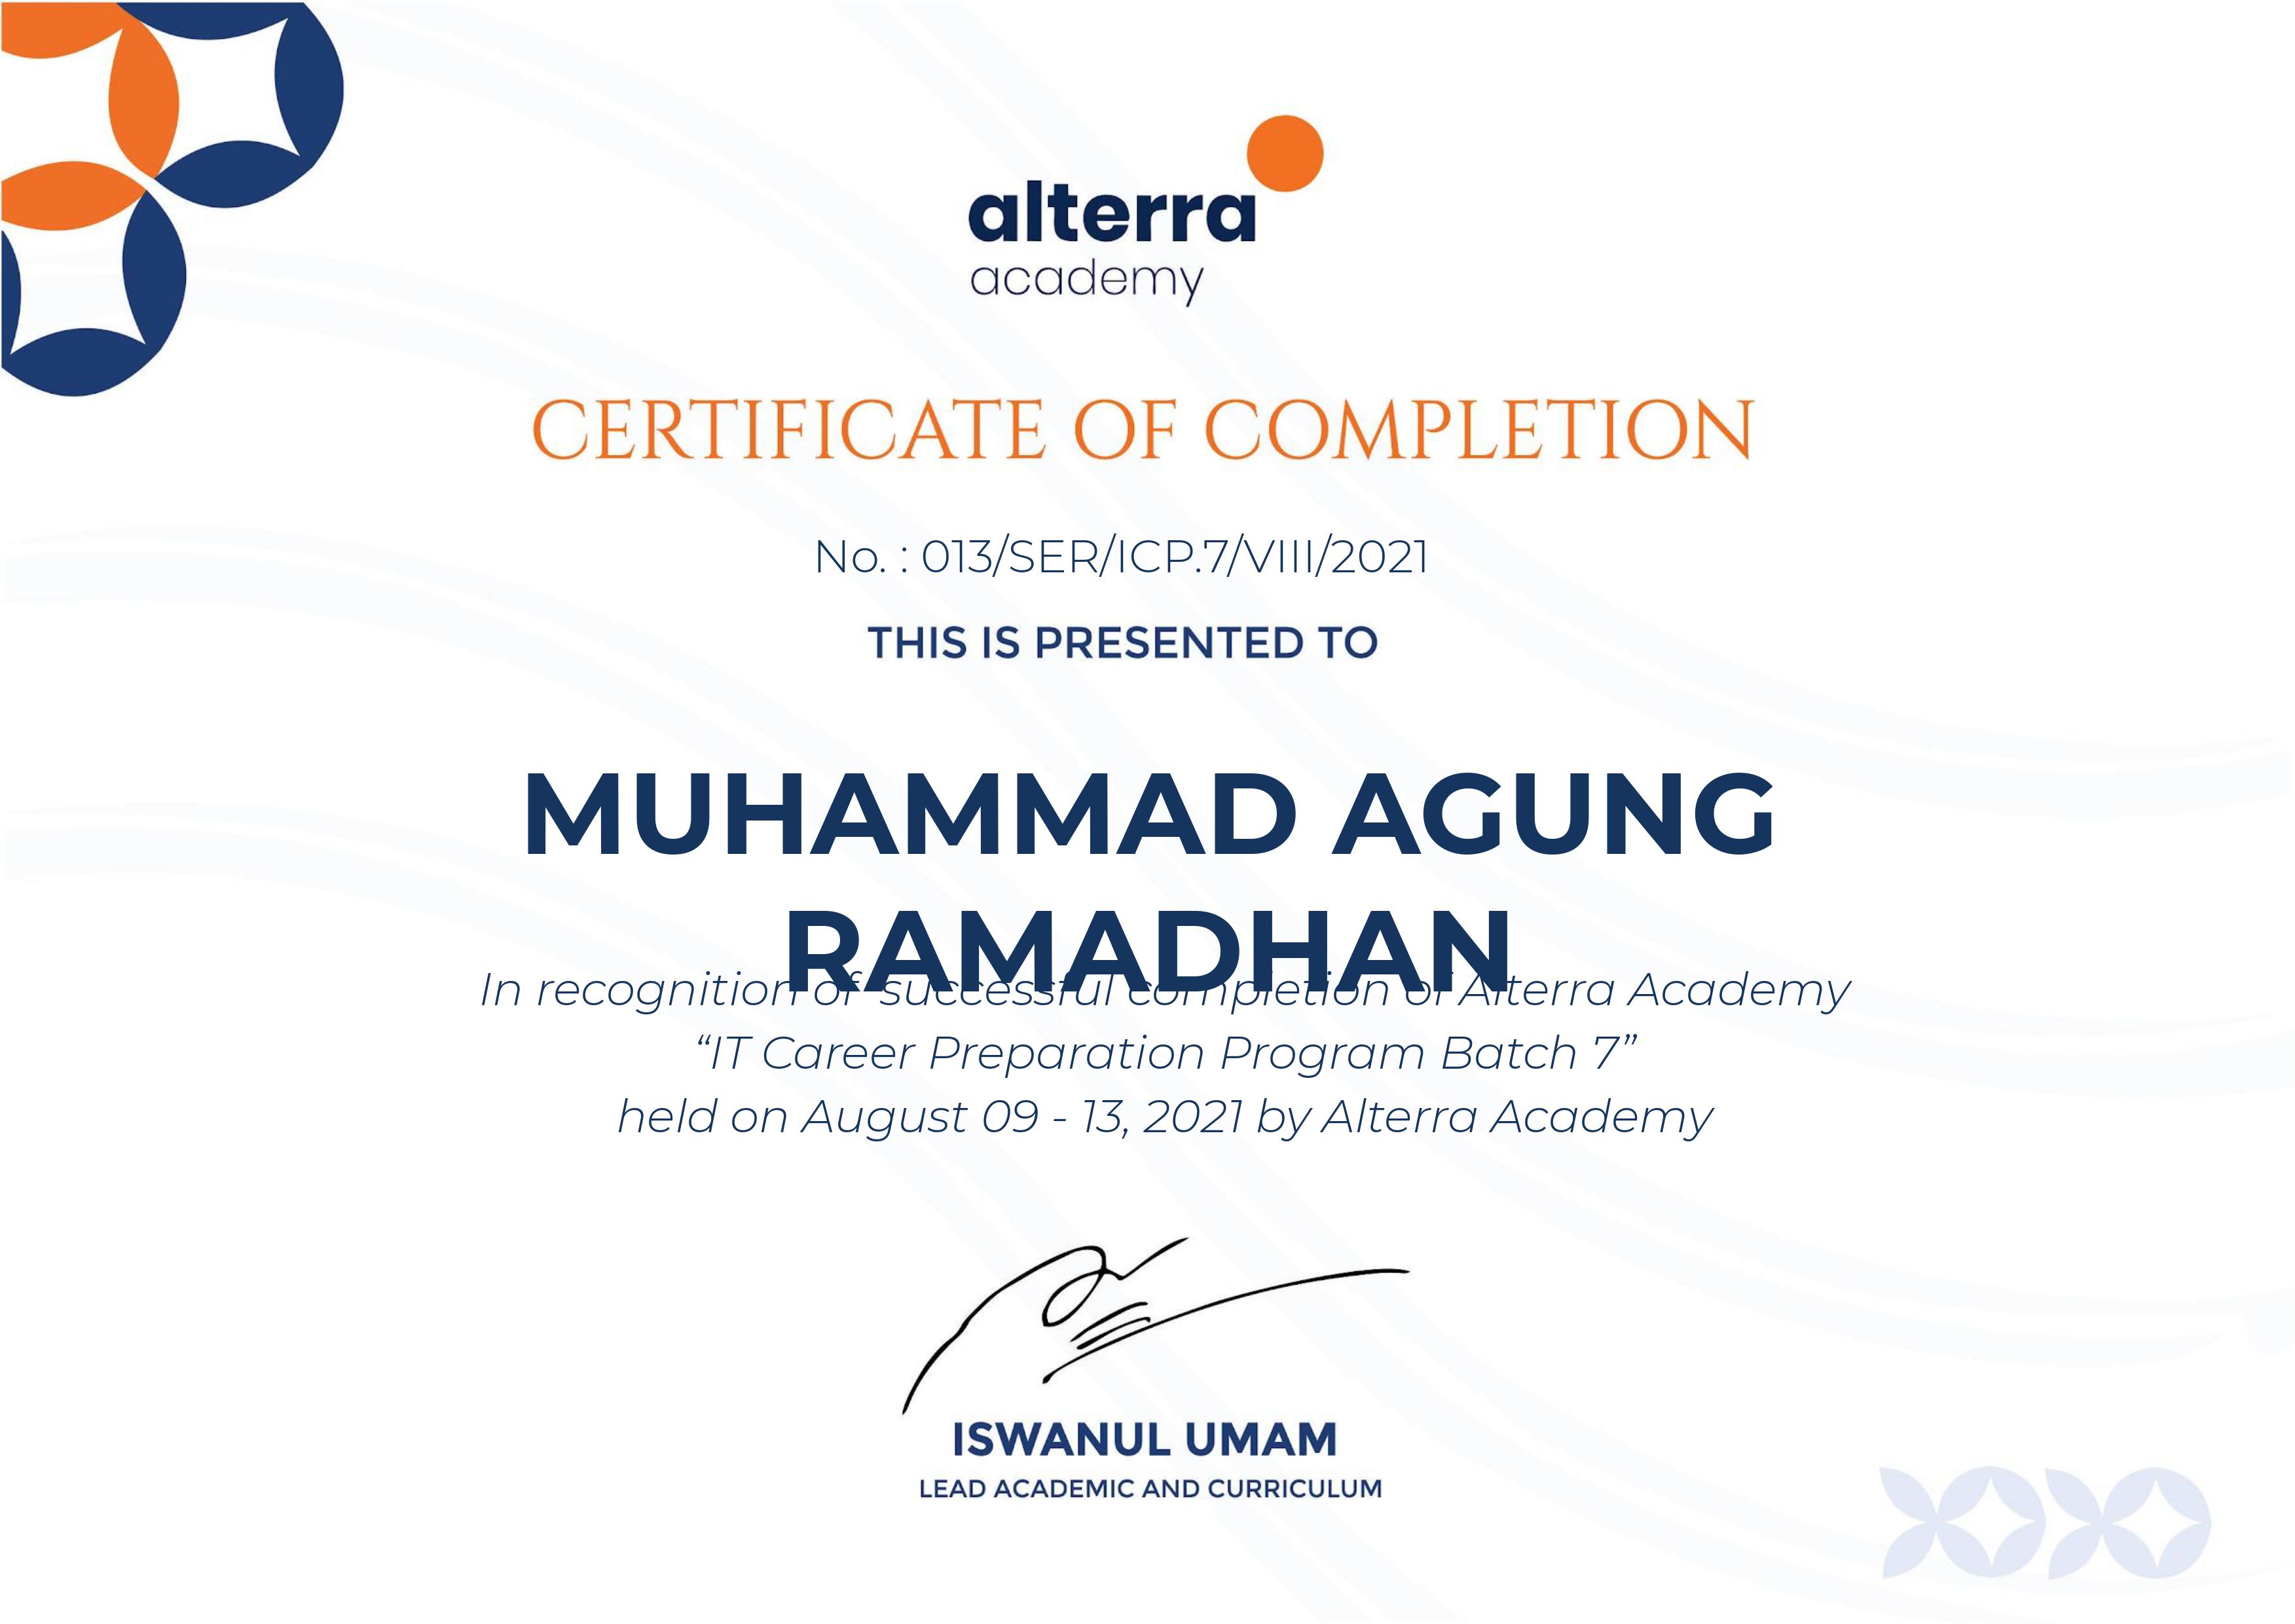 alterra
academy
CERTIFICATE OF COMPLETION
No. : 013/SER/ICP.7/VIII/2021
THIS IS PRESENTED TO
MUHAMMAD AGUNG
RAMADHAN
In recognition of successful completion of Alterra Academy
“IT Career Preparation Program Batch 7”
held on August 09 - 13, 2021 by Alterra Academy
ISWANUL UMAM
LEAD ACADEMIC AND CURRICULUM